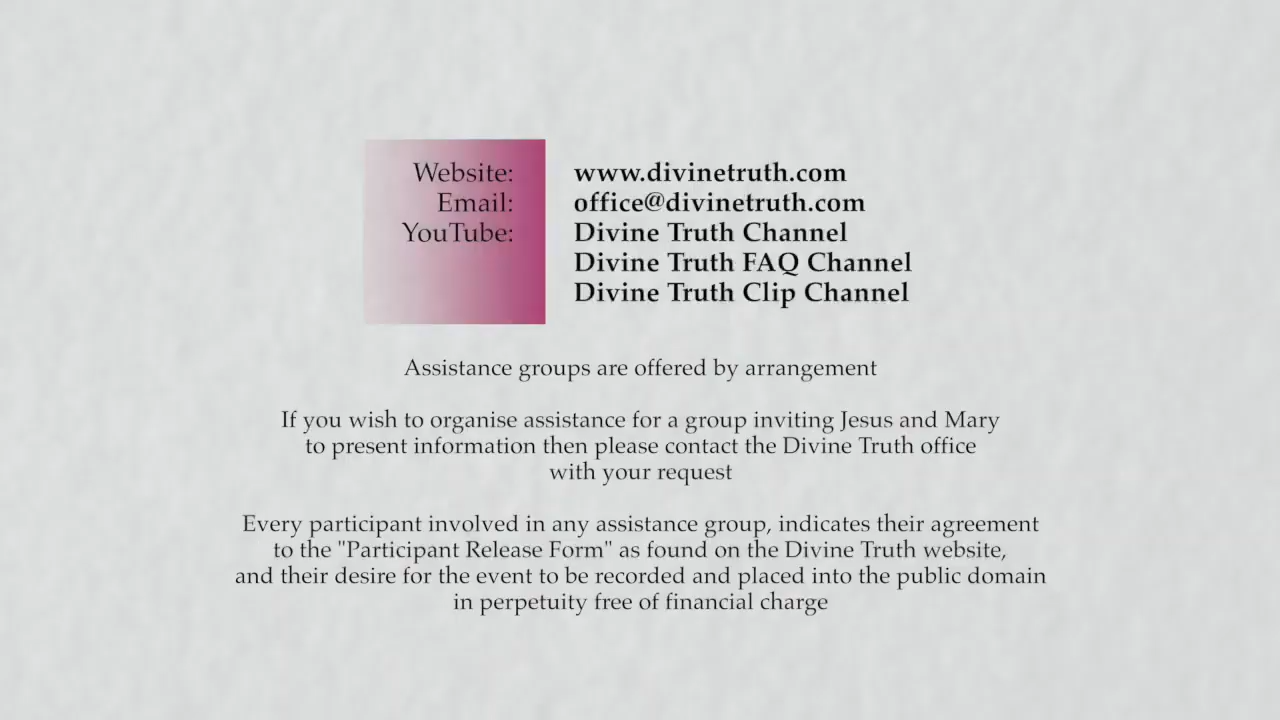 Website: www.divinetruth.com
Email: office@divinetruth.com
YouTube: Divine Truth Channel
Divine Truth FAQ Channel
Divine Truth Clip Channel
Assistance groups are offered by arrangement
If you wish to organise assistance for a group inviting Jesus and Mary
to present information then please contact the Divine Truth office
with your request
Every participant involved in any assistance group, indicates their agreement
to the "Participant Release Form" as found on the Divine Truth website,
and their desire for the event to be recorded and placed into the public domain
in perpetuity free of financial charge